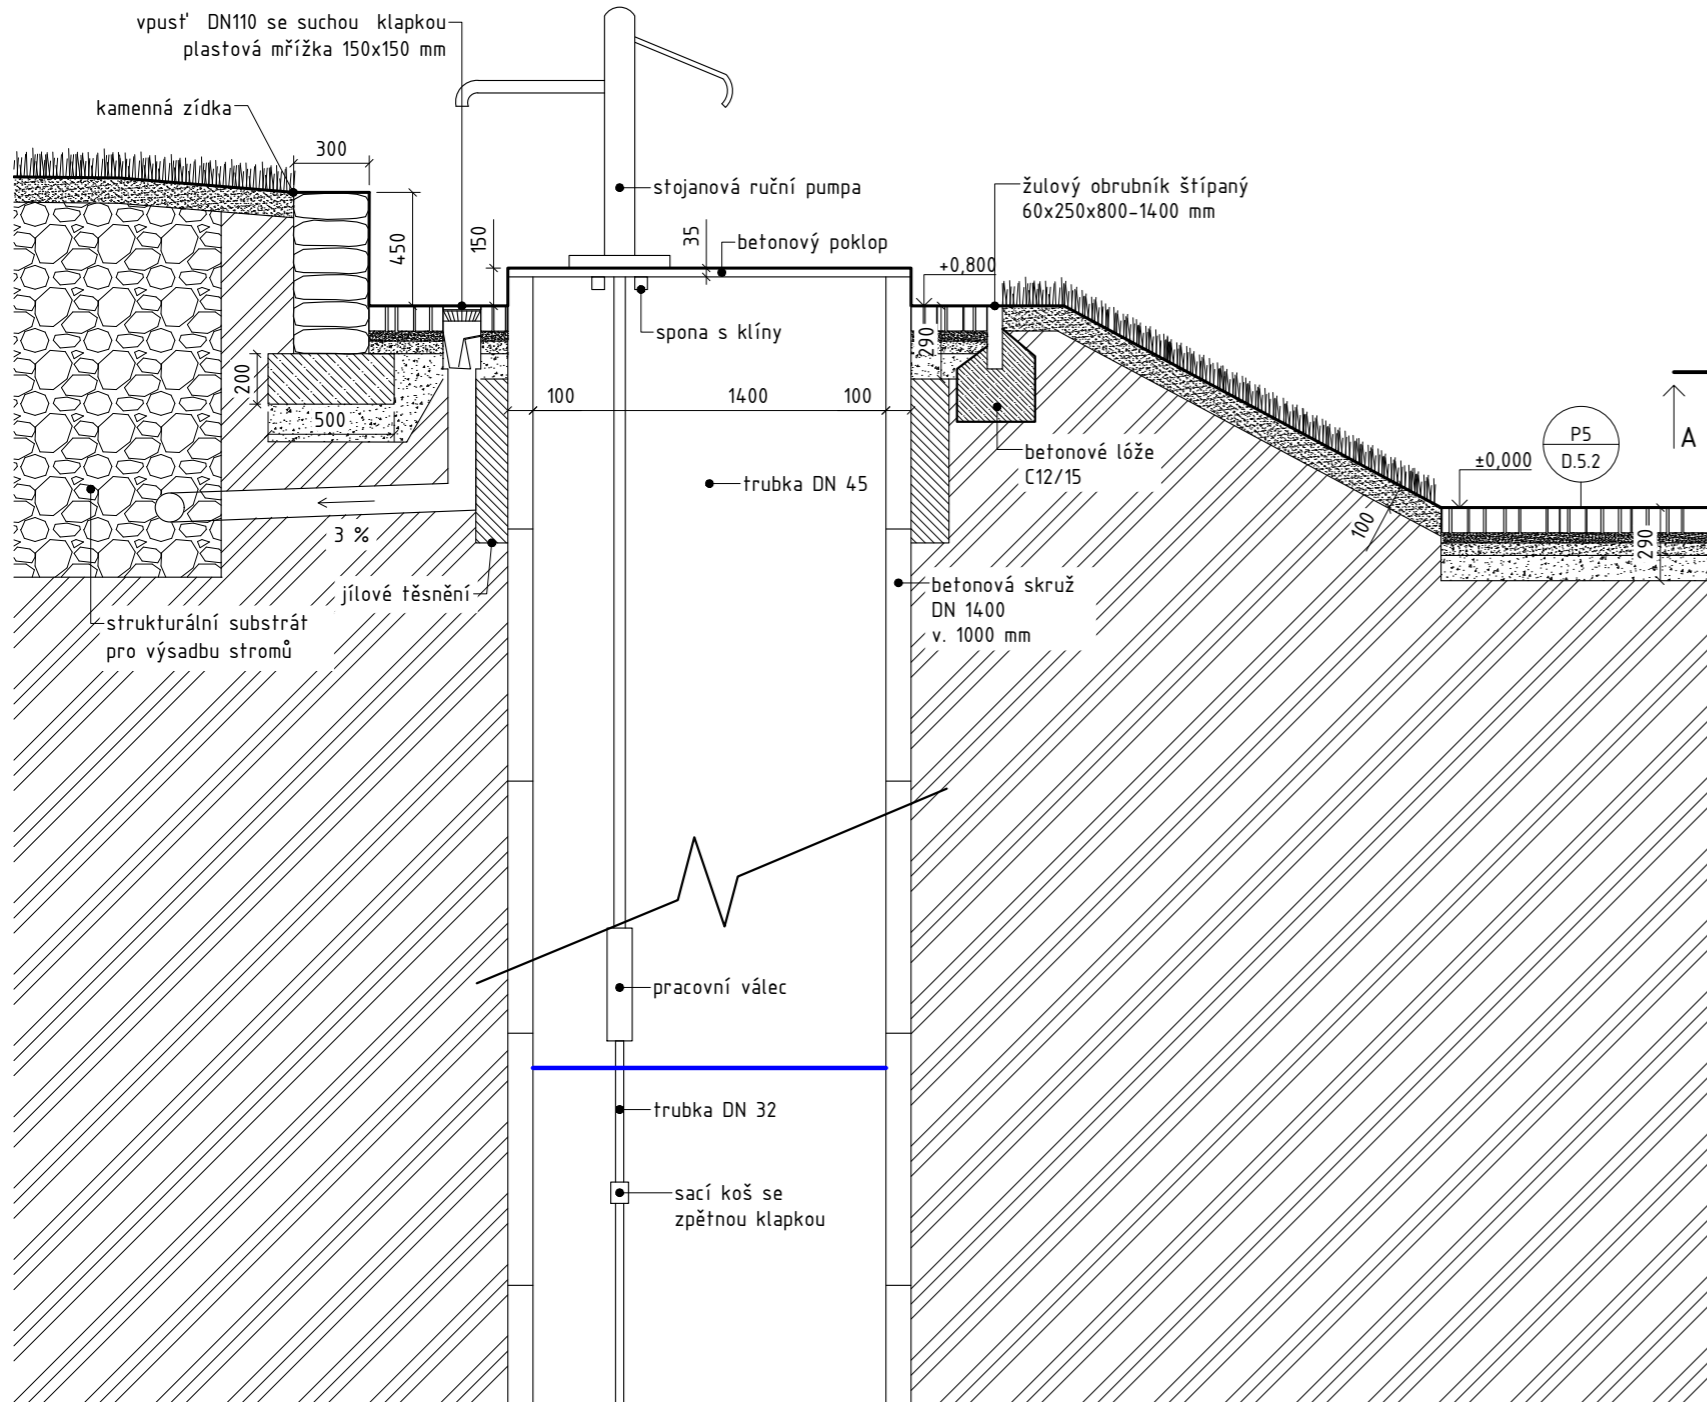 vpusť DN110 se suchou klapkou
plastová mřížka 150x150 mm
kamenná zídka
300
stojanová ruční pumpa
žulový obrubník štípaný
60x250x800-1400 mm
450
150
35
betonový poklop
+0,800
spona s klíny
290
200
500
100
1400
100
betonové lóže
C12/15
P5
D.5.2
A
±0,000
trubka DN 45
100
290
3 %
jílové těsnění
betonová skruž
DN 1400
v. 1000 mm
strukturální substrát
pro výsadbu stromů
pracovní válec
trubka DN 32
sací koš se
zpětnou klapkou